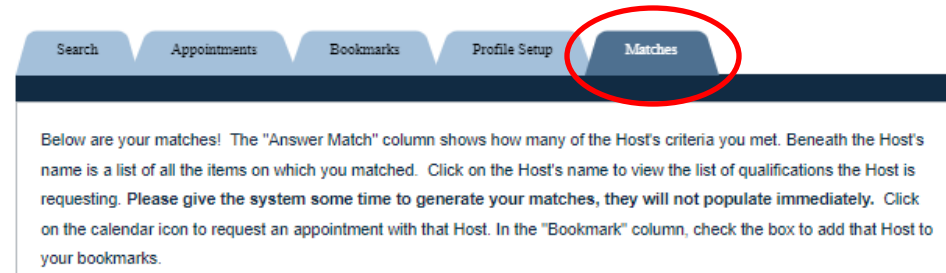 Search Appointments Bookmarks Profile Setup Matches
Below are your matches! The "Answer Match" column shows how many of the Host's criteria you met. Beneath the Host's
name is a list of all the items on which you matched. Click on the Host's name to view the list of qualifications the Host is
requesting. Please give the system some time to generate your matches, they will not populate immediately. Click
on the calendar icon to request an appointment with that Host. In the "Bookmark" column, check the box to add that Host to
your bookmarks.